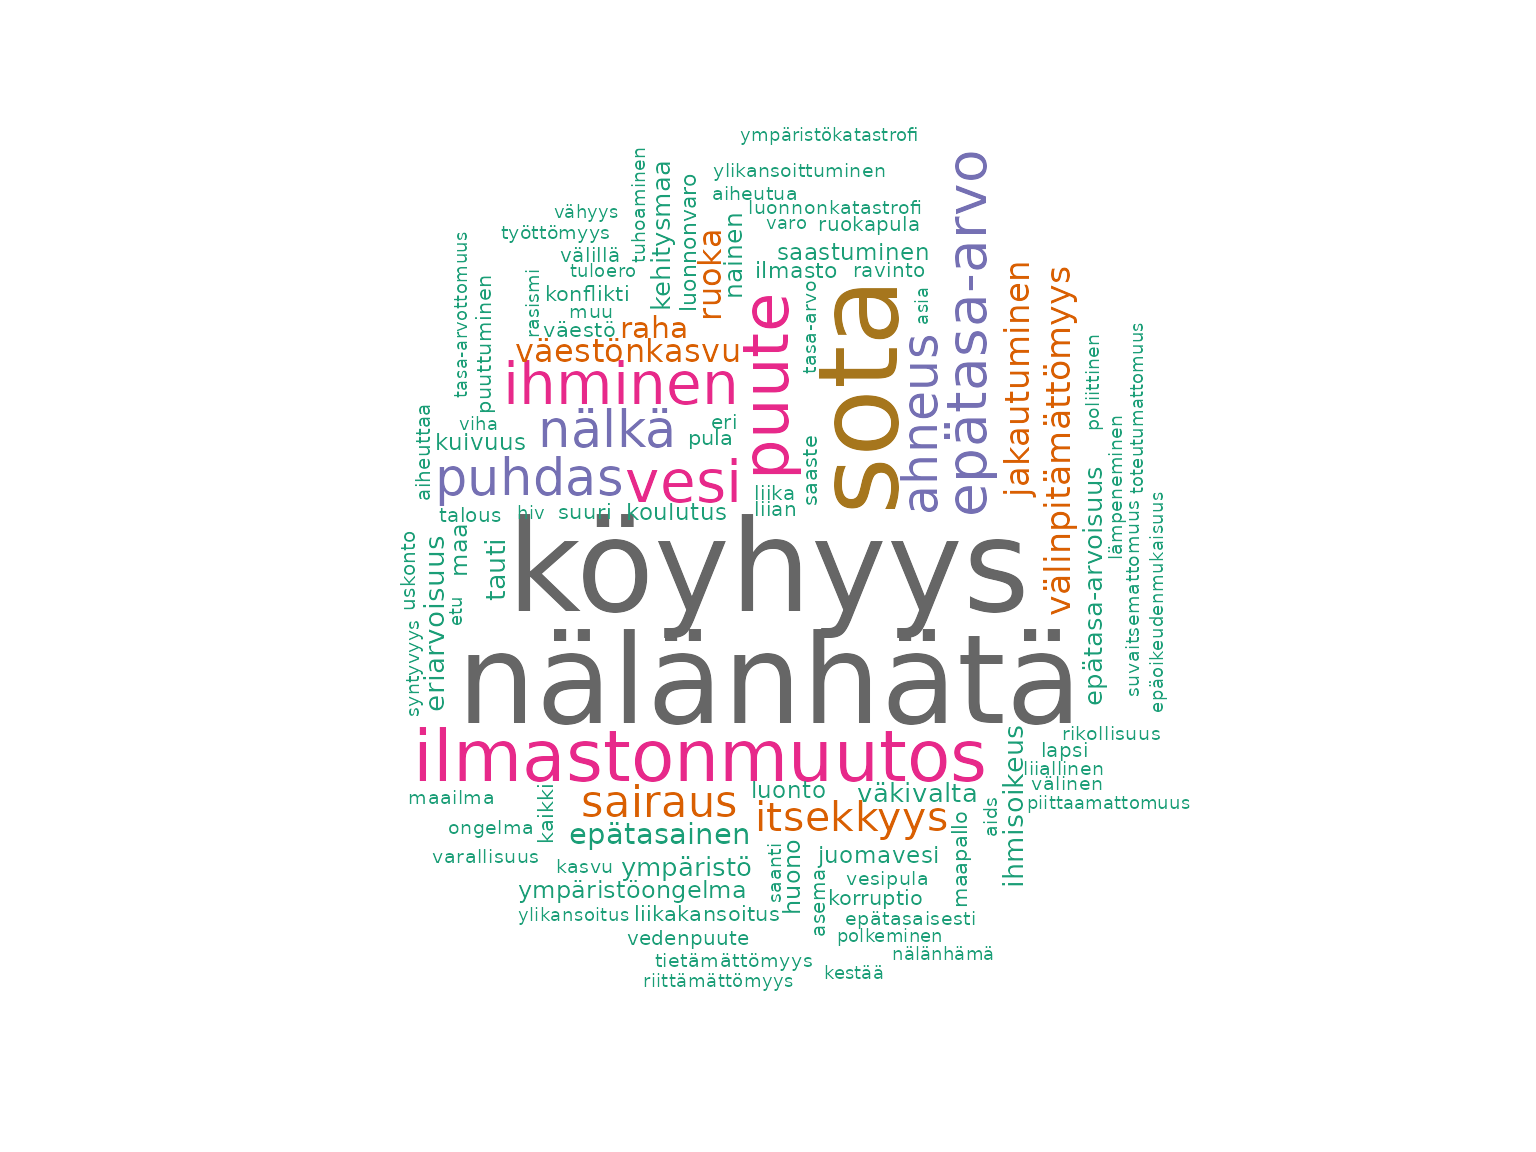 ympäristökatastrofi
ylikansoittuminen
aiheutua
luonnonkatastrofi
varo
ruokapula
saastuminen
ilmasto
ravinto
vähyys
työttömyys
välillä
tuloero
konflikti
muu
väestö
raha
väestönkasvu
tuhoaminen
kehitysmaa
luonnonvaro
ruoka
nainen
tasa-arvottomuus
puuttuminen
rasismi
ihminen
puute
tasa-arvo
sota
asia
ahneus
epätasa-arvo
jakautuminen
välinpitämättömyys
poliittinen
toteutumattomuus
lämpeneminen
aiheuttaa
viha
kuivuus
nälkä
eri
pula
puhdas
vesi
liika
liian
saaste
talous
hiv
suuri
koulutus
köyhyys
uskonto
eriarvoisuus
maa
tauti
etu
syntyvyys
epätasa-arvoisuus
suvaitsemattomuus
epäoikeudenmukaisuus
nälänhätä
ilmastonmuutos
rikollisuus
lapsi
liiallinen
välinen
piittaamattomuus
ihmisoikeus
maailma
kaikki
sairaus
luonto
väkivalta
itsekkyys
aids
ongelma
epätasainen
varallisuus
kasvu
ympäristö
saanti
huono
juomavesi
maapallo
vesipula
ympäristöongelma
korruptio
asema
ylikansoitus
liikakansoitus
epätasaisesti
vedenpuute
polkeminen
nälänhämä
tietämättömyys
kestää
riittämättömyys